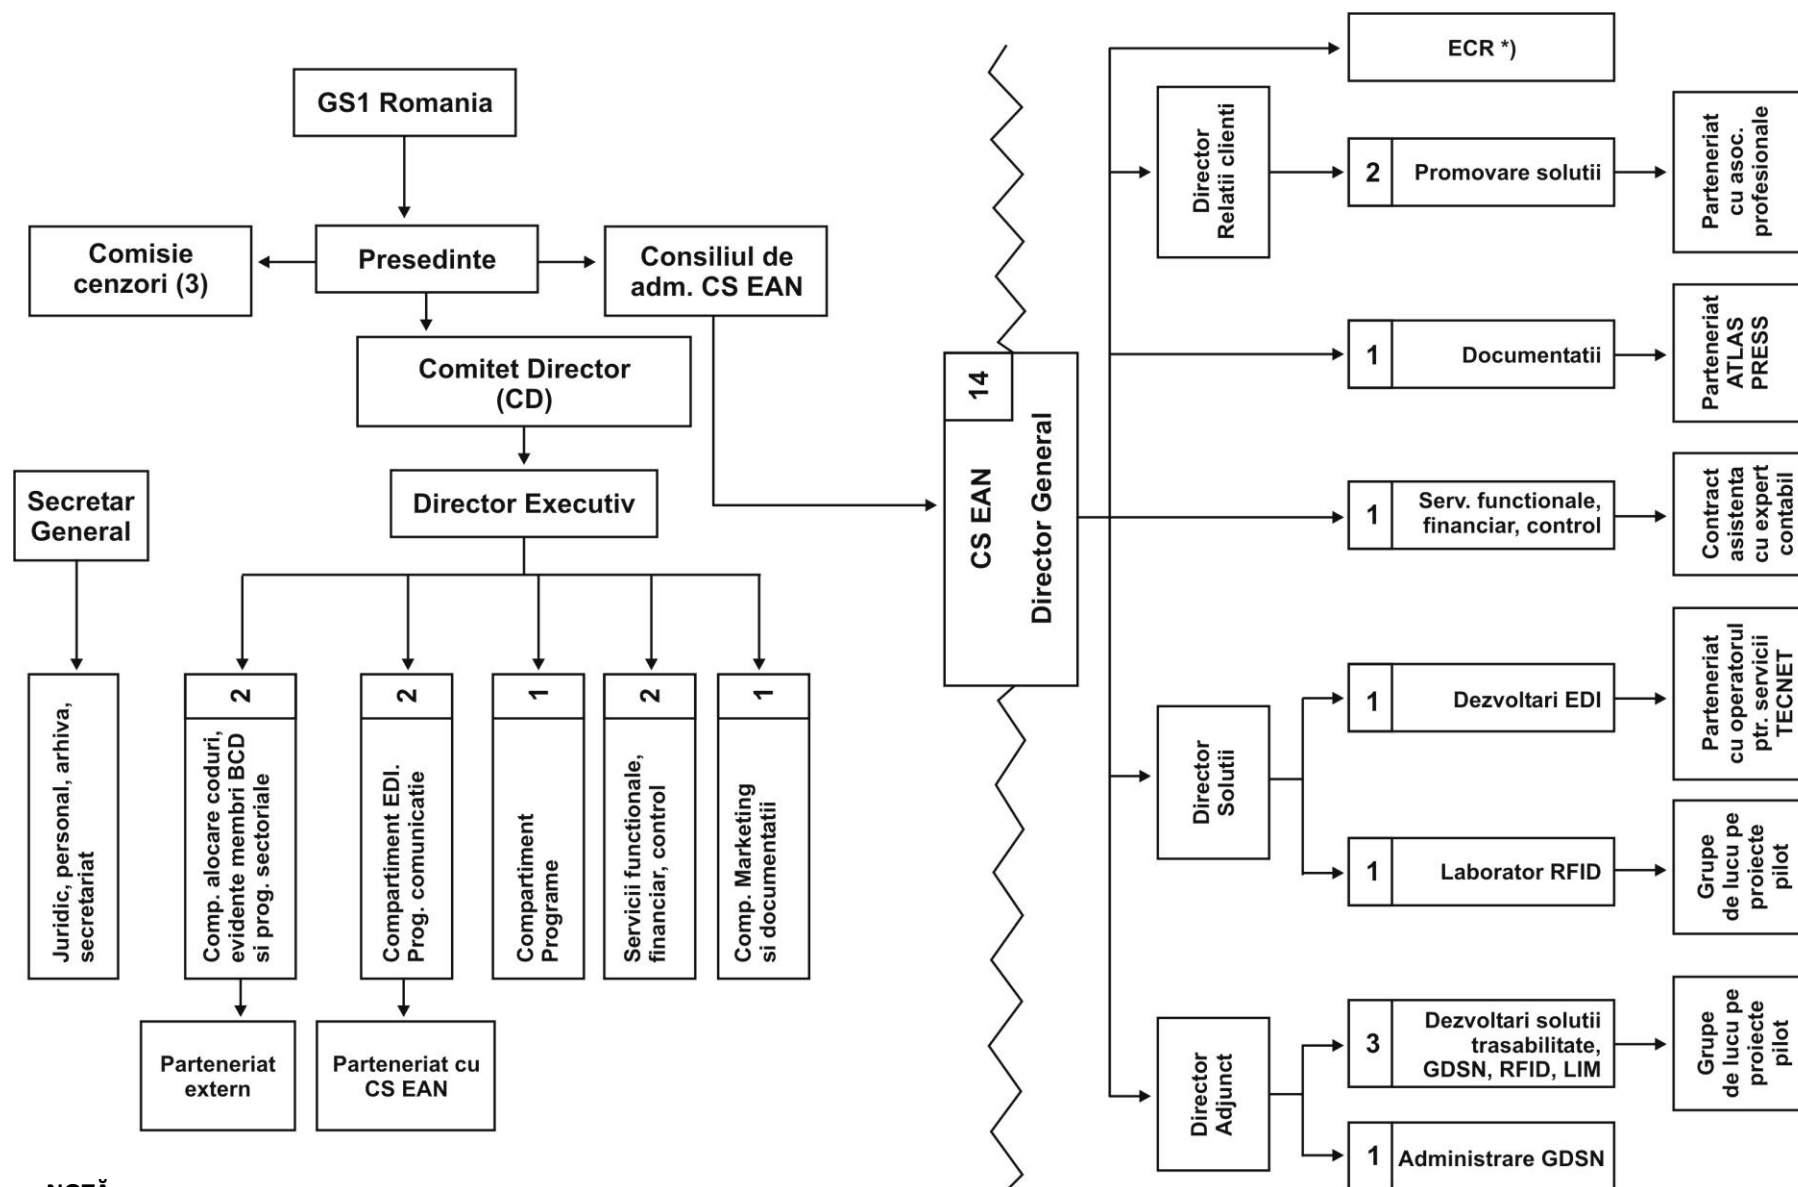 GS1 Romania
Comisie
cenzori (3)
Presedinte
Consiliul de
adm. CS EAN
Comitet Director
(CD)
Director Executiv
Secretar
General
Juridic, personal, arhiva,
secretariat
2
Comp. alocare coduri,
evidente membri BCD
si prog. sectoriale
2
Compartiment EDI.
Prog. comunicatie
1
Compartiment
Programe
2
Servicii functionale,
financiar, control
1
Comp. Marketing
si documentatii
Parteneriat
extern
Parteneriat cu
CS EAN
14
CS EAN
Director General
ECR *)
Director
Relatii clienti
2
Promovare solutii
Parteneriat
cu asoc.
profesionale
1
Documentatii
Parteneriat
ATLAS
PRESS
1
Serv. functionale,
financiar, control
Contract
asistenta
cu expert
contabil
Director
Solutii
1
Dezvoltari EDI
Parteneriat
cu operatorul
ptr. servicii
TECNET
1
Laborator RFID
Grupe
de lucu pe
proiecte
pilot
Director
Adjunct
3
Dezvoltari solutii
trasabilitate,
GDSN, RFID, LIM
Grupe
de lucu pe
proiecte
pilot
1
Administrare GDSN